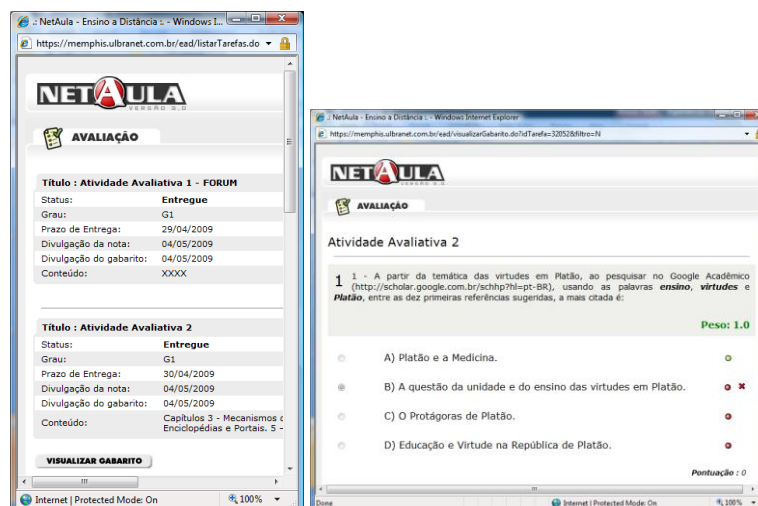 .: NetAula - Ensino a Distância :. - Windows I...
https://memphis.ulbranet.com.br/ead/listarTarefas.do
NETAULA
VERSÃO 3.0
AVALIAÇÃO
Título : Atividade Avaliativa 1 - FORUM
Status: Entregue
Grau: G1
Prazo de Entrega: 29/04/2009
Divulgação da nota: 04/05/2009
Divulgação do gabarito: 04/05/2009
Conteúdo: XXXX
Título : Atividade Avaliativa 2
Status: Entregue
Grau: G1
Prazo de Entrega: 30/04/2009
Divulgação da nota: 04/05/2009
Divulgação do gabarito: 04/05/2009
Conteúdo: Capítulos 3 - Mecanismos
Enciclopédias e Portais. 5 -
VISUALIZAR GABARITO
Internet | Protected Mode: On 100%
.: NetAula - Ensino a Distância :. - Windows Internet Explorer
https://memphis.ulbranet.com.br/ead/visualizarGabarito.do?idTarefa=32052&filtro=N
NETAULA
AVALIAÇÃO
Atividade Avaliativa 2
1 1 - A partir da temática das virtudes em Platão, ao pesquisar no Google Acadêmico
(http://scholar.google.com.br/schhp?hl=pt-BR), usando as palavras ensino, virtudes e
Platão, entre as dez primeiras referências sugeridas, a mais citada é:
Peso: 1.0
A) Platão e a Medicina.
B) A questão da unidade e do ensino das virtudes em Platão.
C) O Protágoras de Platão.
D) Educação e Virtude na República de Platão.
Pontuação : 0
Done Internet | Protected Mode: On 100%